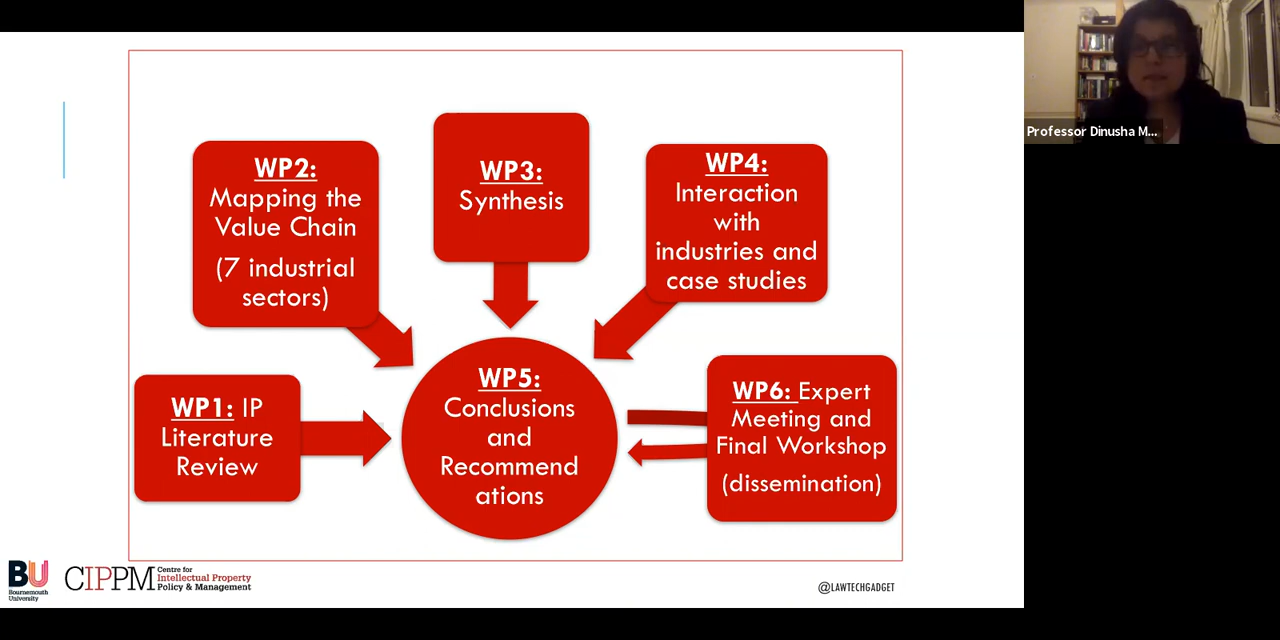 WP1: IP
Literature
Review
WP2:
Mapping the
Value Chain
(7 industrial
sectors)
WP3:
Synthesis
WP4:
Interaction
with
industries and
case studies
WP5:
Conclusions
and
Recommend
ations
WP6: Expert
Meeting and
Final Workshop
(dissemination)
BU
Bournemouth
University
CIPPM
Centre for
Intellectual Property
Policy & Management
@LAWTECHGADGET
Professor Dinusha M...